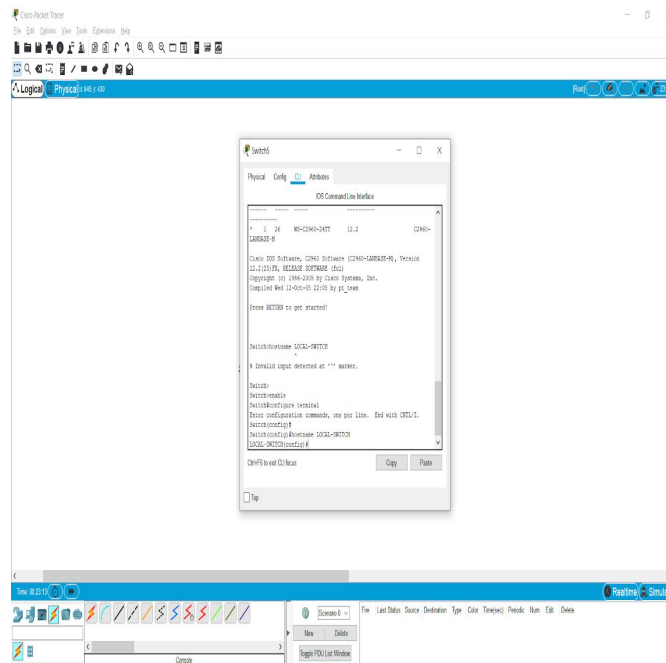 Cisco Packet Tracer
File Edit Options View Tools Extensions Help
Logical Physical x: 845, y: 430 [Root]
Switch5
Physical Config CLI Attributes
IOS Command Line Interface
------ ----- ----- ----------
----------
* 1 26 WS-C2960-24TT 12.2 C2960-
LANBASE-M
Cisco IOS Software, C2960 Software (C2960-LANBASE-M), Version
12.2(25)FX, RELEASE SOFTWARE (fc1)
Copyright (c) 1986-2005 by Cisco Systems, Inc.
Compiled Wed 12-Oct-05 22:05 by pt_team
Press RETURN to get started!
Switch>hostname LOCAL-SWITCH
^
% Invalid input detected at '^' marker.
Switch>
Switch>enable
Switch#configure terminal
Enter configuration commands, one per line. End with CNTL/Z.
Switch(config)#
Switch(config)#hostname LOCAL-SWITCH
LOCAL-SWITCH(config)#
Ctrl+F6 to exit CLI focus Copy Paste
Top
Time: 00:23:13 Realtime Simula
Scenario 0 Fire Last Status Source Destination Type Color Time(sec) Periodic Num Edit Delete
New Delete
Toggle PDU List Window
Console